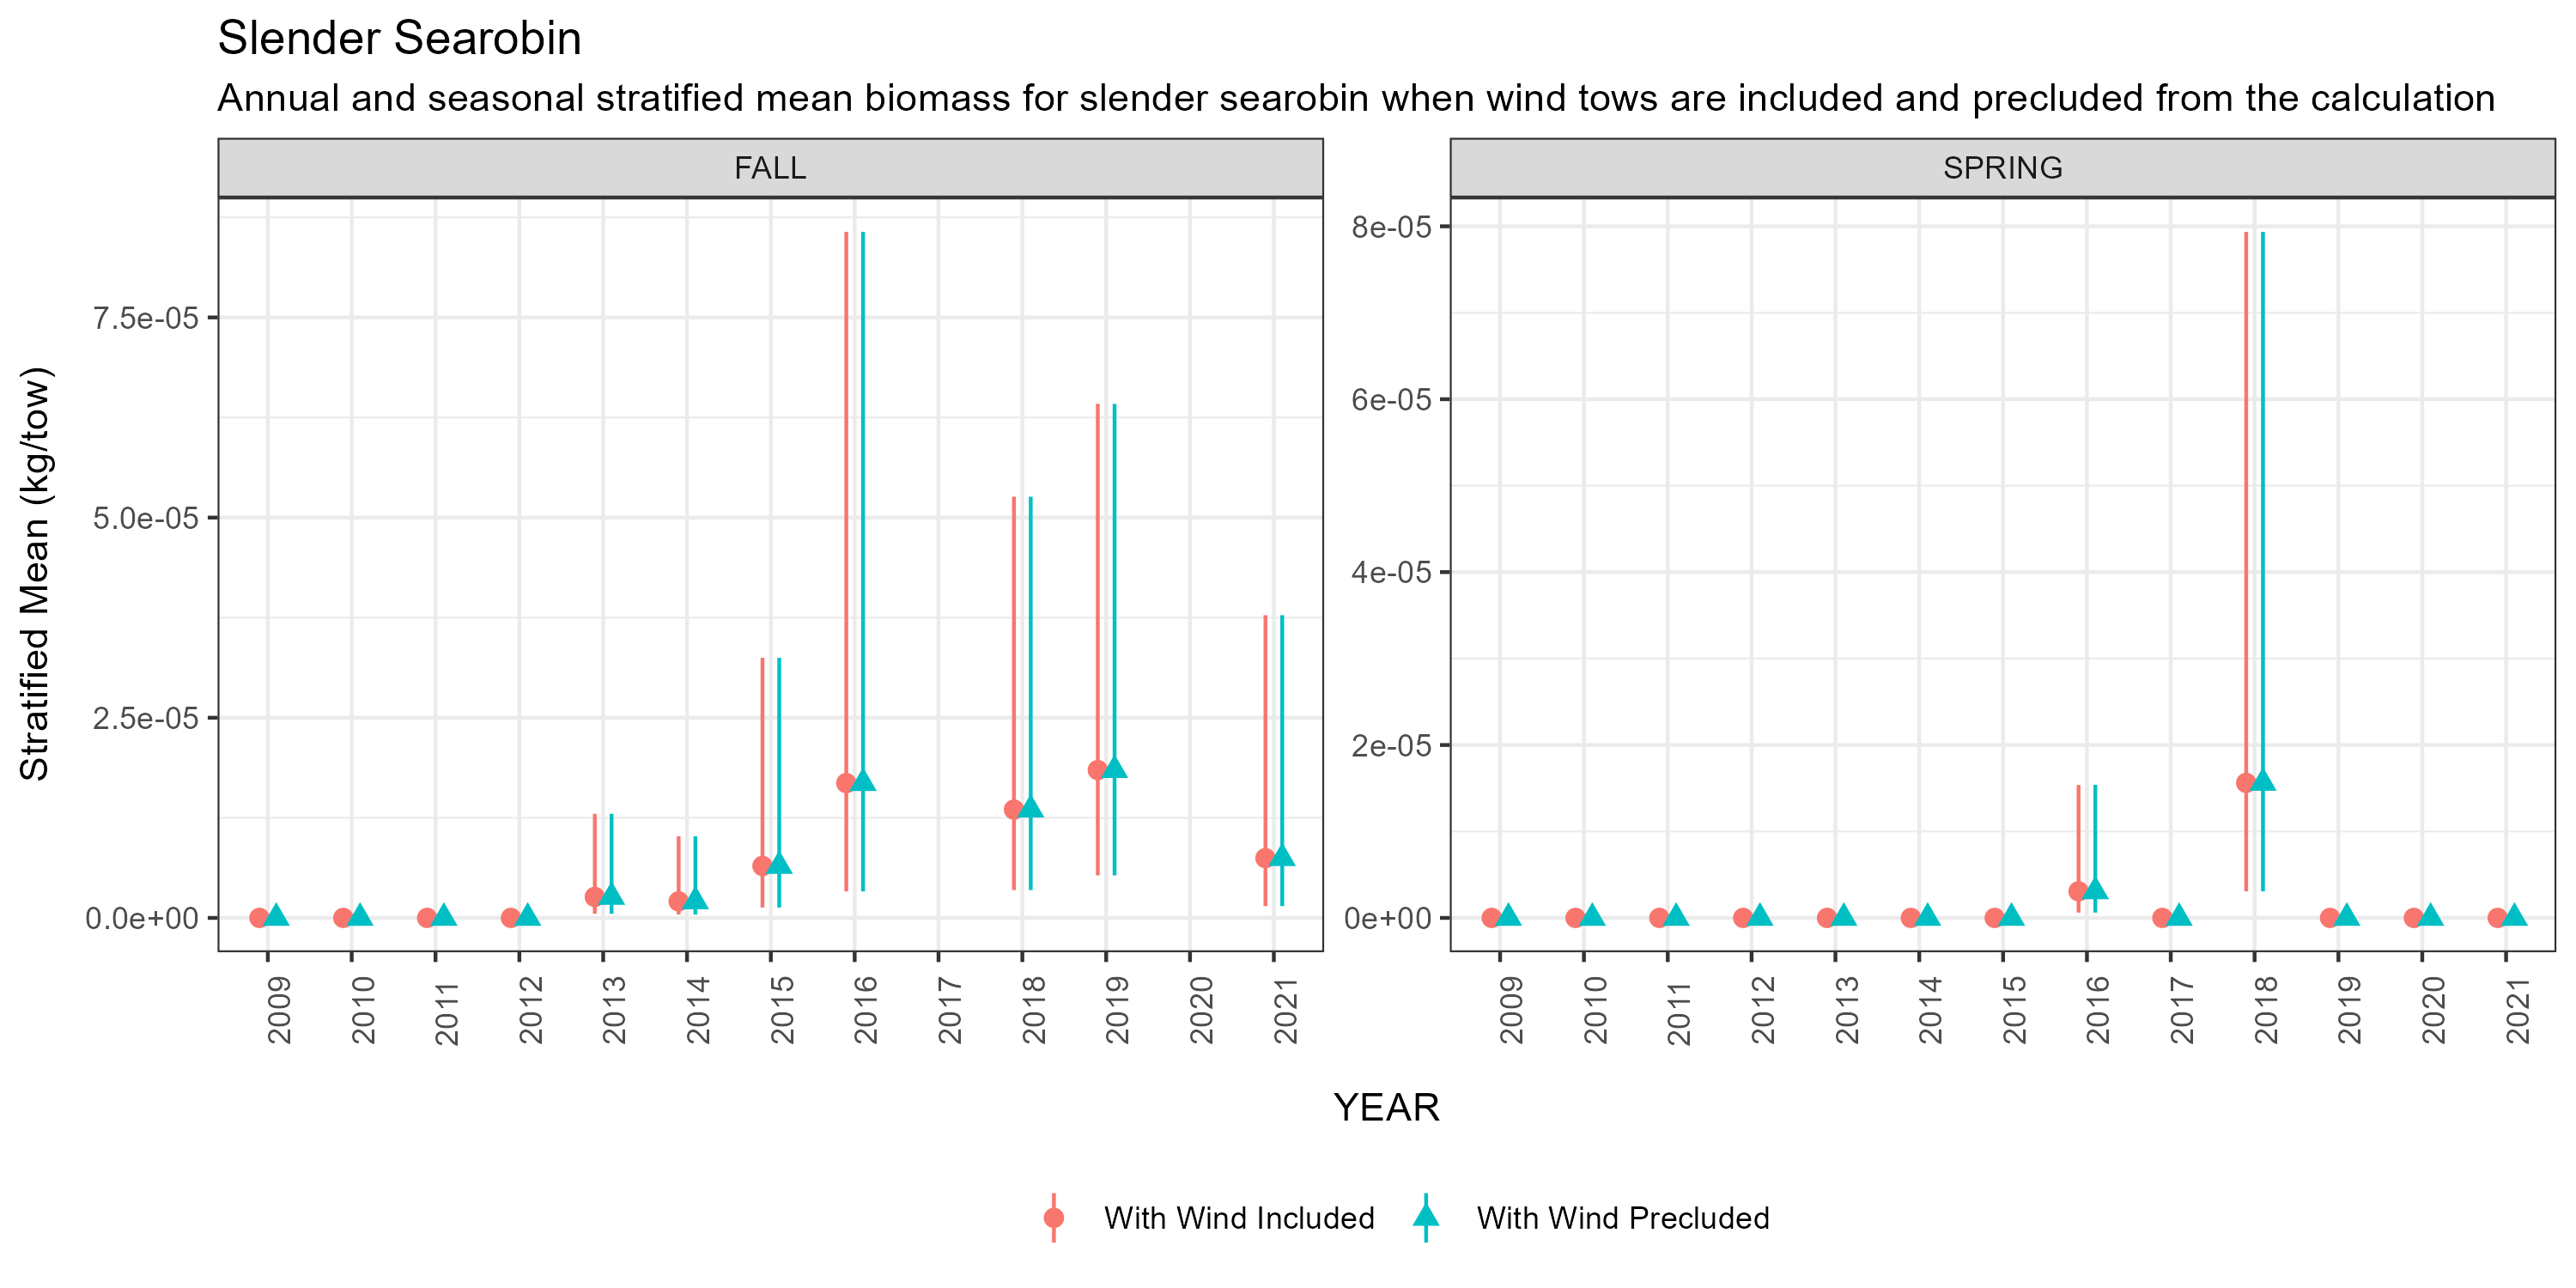 Slender Searobin
Annual and seasonal stratified mean biomass for slender searobin when wind tows are included and precluded from the calculation
FALL
SPRING
Stratified Mean (kg/tow)
7.5e-05
5.0e-05
2.5e-05
0.0e+00
8e-05
6e-05
4e-05
2e-05
0e+00
2009 2010 2011 2012 2013 2014 2015 2016 2017 2018 2019 2020 2021
2009 2010 2011 2012 2013 2014 2015 2016 2017 2018 2019 2020 2021
YEAR
With Wind Included
With Wind Precluded